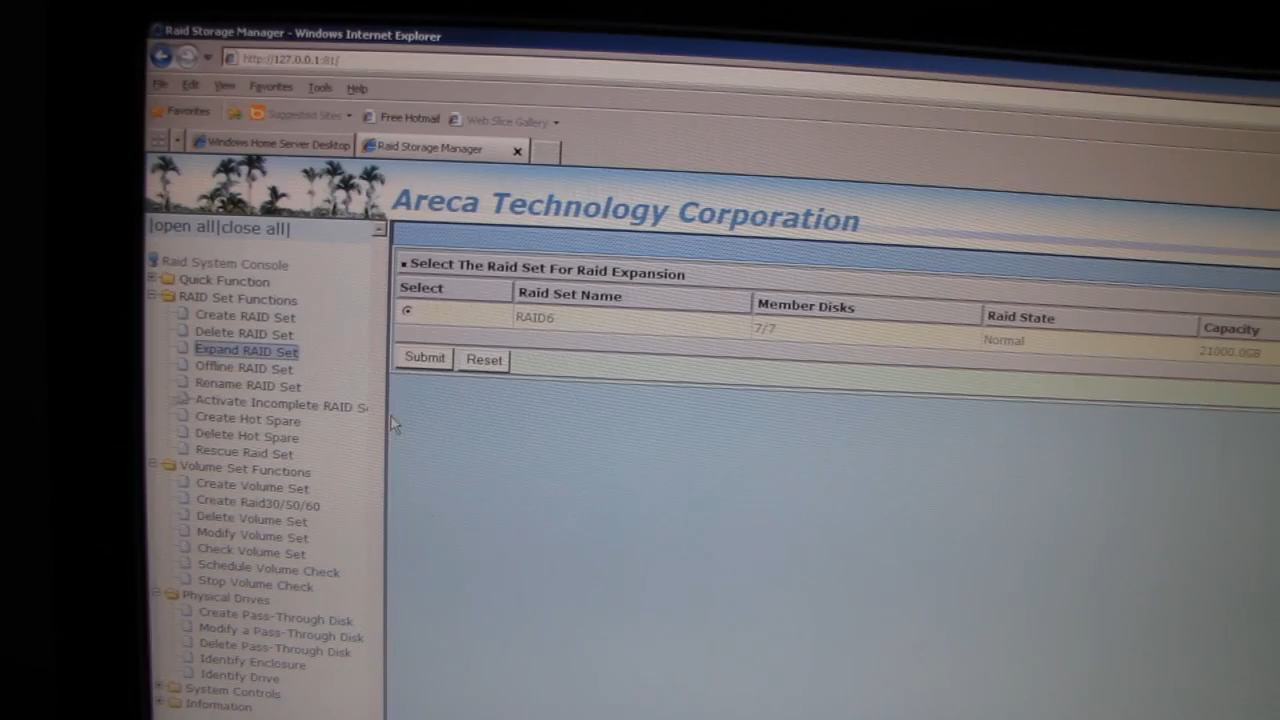 Raid Storage Manager - Windows Internet Explorer
http://127.0.0.1:81/
File Edit View Favorites Tools Help
Favorites Suggested Sites Free Hotmail Web Slice Gallery
Windows Home Server Desktop Raid Storage Manager x
Areca Technology Corporation
|open all|close all|
Raid System Console
Quick Function
RAID Set Functions
Create RAID Set
Delete RAID Set
Expand RAID Set
Offline RAID Set
Rename RAID Set
Activate Incomplete RAID S
Create Hot Spare
Delete Hot Spare
Rescue Raid Set
Volume Set Functions
Create Volume Set
Create Raid30/50/60
Delete Volume Set
Modify Volume Set
Check Volume Set
Schedule Volume Check
Stop Volume Check
Physical Drives
Create Pass-Through Disk
Modify a Pass-Through Disk
Delete Pass-Through Disk
Identify Enclosure
Identify Drive
System Controls
Information
Select The Raid Set For Raid Expansion
Select Raid Set Name Member Disks Raid State Capacity
RAID6 7/7 Normal 21000.0GB
Submit Reset